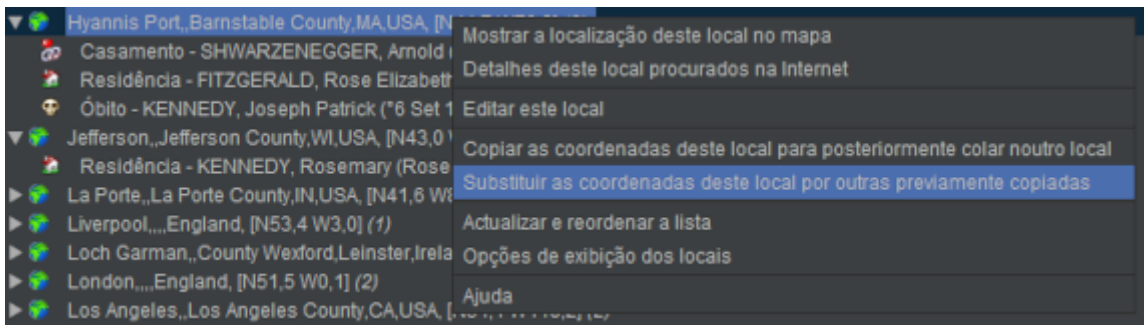 Hyannis Port,,Barnstable County,MA,USA,
Mostrar a localização deste local no mapa
Casamento - SHWARZENEGGER, Arnold
Detalhes deste local procurados na Internet
Residência - FITZGERALD, Rose Elizabeth
Óbito - KENNEDY, Joseph Patrick (*6 Set
Editar este local
Jefferson,,Jefferson County,WI,USA, [N43,0
Copiar as coordenadas deste local para posteriormente colar noutro local
Residência - KENNEDY, Rosemary (Rose
Substituir as coordenadas deste local por outras previamente copiadas
La Porte,,La Porte County,IN,USA, [N41,6
Liverpool,,,,England, [N53,4 W3,0] (1)
Actualizar e reordenar a lista
Loch Garman,,County Wexford,Leinster,Irela
Opções de exibição dos locais
London,,,,England, [N51,5 W0,1] (2)
Ajuda
Los Angeles,,Los Angeles County,CA,USA,